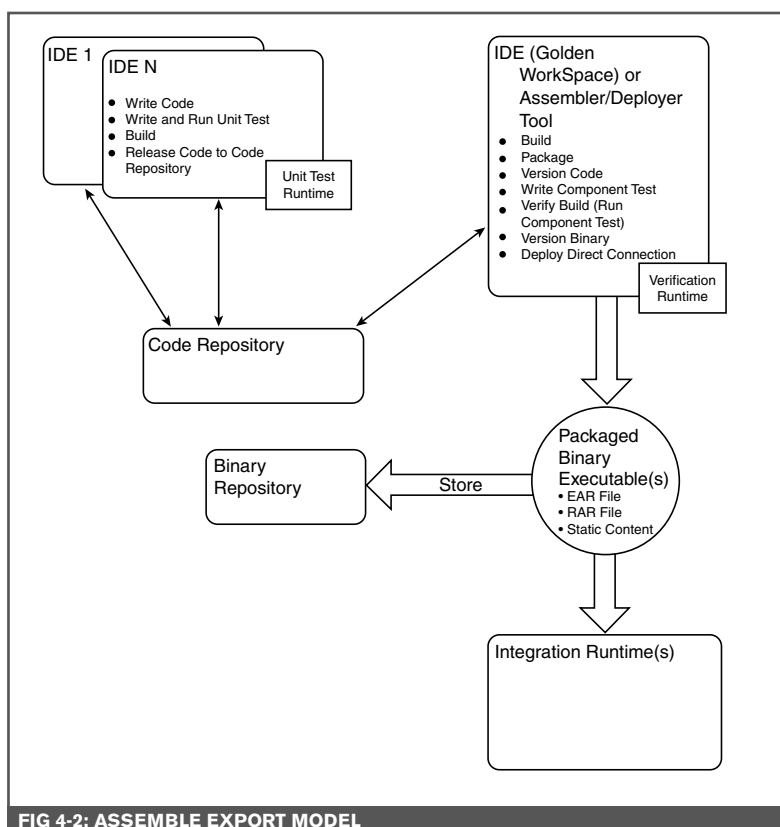 IDE 1
IDE N
• Write Code
• Write and Run Unit Test
• Build
• Release Code to Code
Repository
Unit Test
Runtime
IDE (Golden
WorkSpace) or
Assembler/Deployer
Tool
• Build
• Package
• Version Code
• Write Component Test
• Verify Build (Run
Component Test)
• Version Binary
• Deploy Direct Connection
Verification
Runtime
Code Repository
Binary
Repository
Store
Packaged
Binary
Executable(s)
• EAR File
• RAR File
• Static Content
Integration Runtime(s)
FIG 4-2: ASSEMBLE EXPORT MODEL